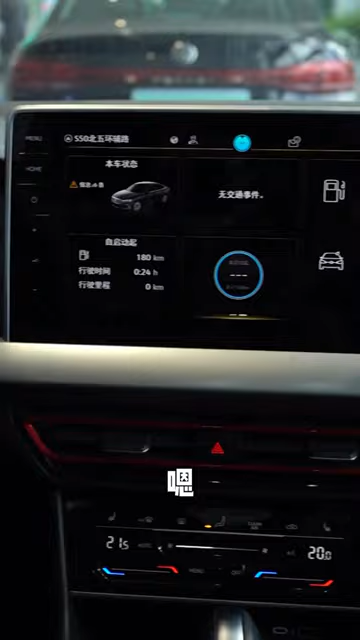 MENU
S50北五环辅路
HOME
本车状态
无交通事件。
自启动起
180 km
行驶时间 0:24 h
行驶里程 0 km
---
嗯
21.5
20.0
MENU